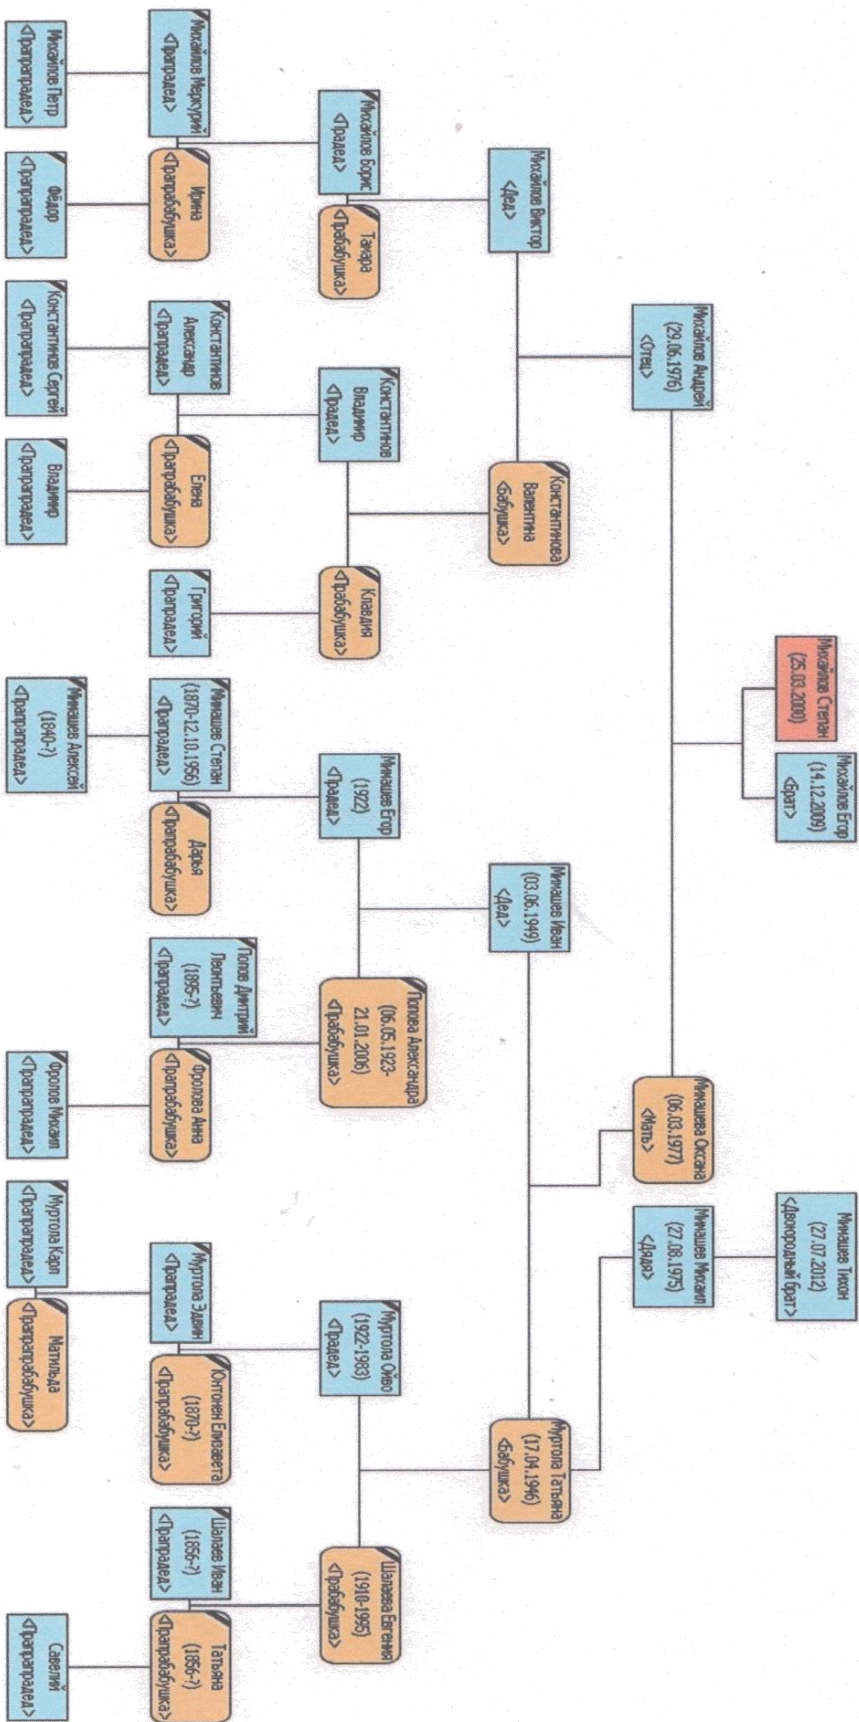 Михайлов Степан
(25.03.2000)
Михайлов Егор
(14.12.2009)
<Брат>
Минашев Тихон
(27.07.2012)
<Двоюродный брат>
Михайлов Андрей
(29.06.1976)
<Отец>
Минашева Оксана
(06.03.1977)
<Мать>
Минашев Михаил
(27.08.1975)
<Дядя>
Михайлов Виктор
<Дед>
Константинова
Валентина
<Бабушка>
Минашев Иван
(03.06.1949)
<Дед>
Муртола Татьяна
(17.04.1946)
<Бабушка>
Михайлов Борис
<Прадед>
Тамара
<Прабабушка>
Константинов
Владимир
<Прадед>
Клавдия
<Прабабушка>
Минашев Егор
(1922)
<Прадед>
Попова Александра
(06.05.1923-
21.01.2006)
<Прабабушка>
Муртола Ойво
(1922-1983)
<Прадед>
Шалаева Евгения
(1910-1995)
<Прабабушка>
Михайлов Меркурий
<Прапрадед>
Ирина
<Прапрабабушка>
Константинов
Александр
<Прапрадед>
Елена
<Прапрабабушка>
Григорий
<Прапрадед>
Минашев Степан
(1870-12.10.1956)
<Прапрадед>
Дарья
<Прапрабабушка>
Попов Дмитрий
Леонтьевич
(1895-?)
<Прапрадед>
Фролова Анна
<Прапрабабушка>
Муртола Эдвин
<Прапрадед>
Юнтонен Елизавета
(1870-?)
<Прапрабабушка>
Шалаев Иван
(1856-?)
<Прапрадед>
Татьяна
(1856-?)
<Прапрабабушка>
Михайлов Петр
<Прапрапрадед>
Фёдор
<Прапрапрадед>
Константинов Сергей
<Прапрапрадед>
Владимир
<Прапрапрадед>
Минашев Алексей
(1840-?)
<Прапрапрадед>
Фролов Михаил
<Прапрапрадед>
Муртола Карл
<Прапрапрадед>
Матильда
<Прапрапрабабушка>
Савелий
<Прапрапрадед>